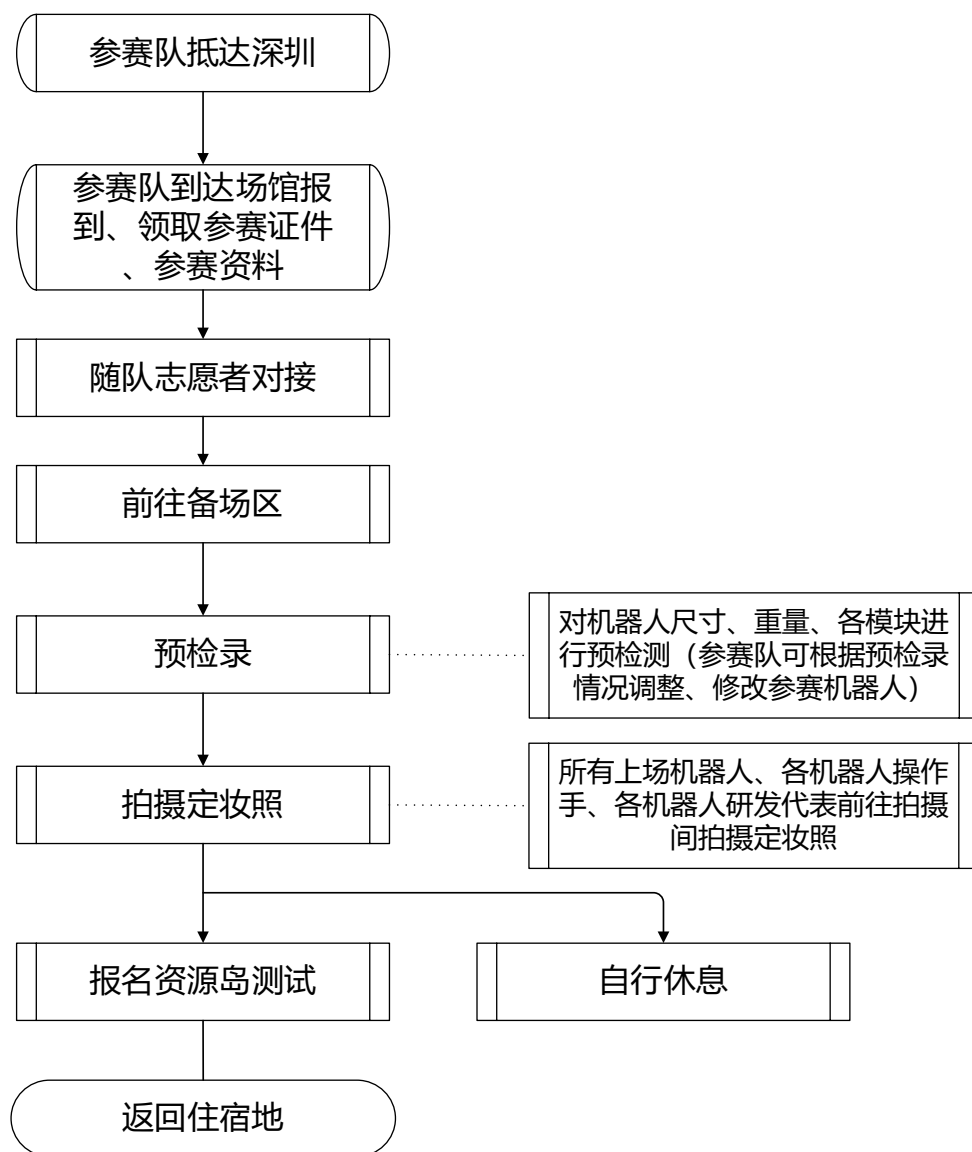 参赛队抵达深圳
参赛队到达场馆报
到、领取参赛证件
、参赛资料
随队志愿者对接
前往备场区
预检录
对机器人尺寸、重量、各模块进
行预检测（参赛队可根据预检录
情况调整、修改参赛机器人）
拍摄定妆照
所有上场机器人、各机器人操作
手、各机器人研发代表前往拍摄
间拍摄定妆照
报名资源岛测试
自行休息
返回住宿地